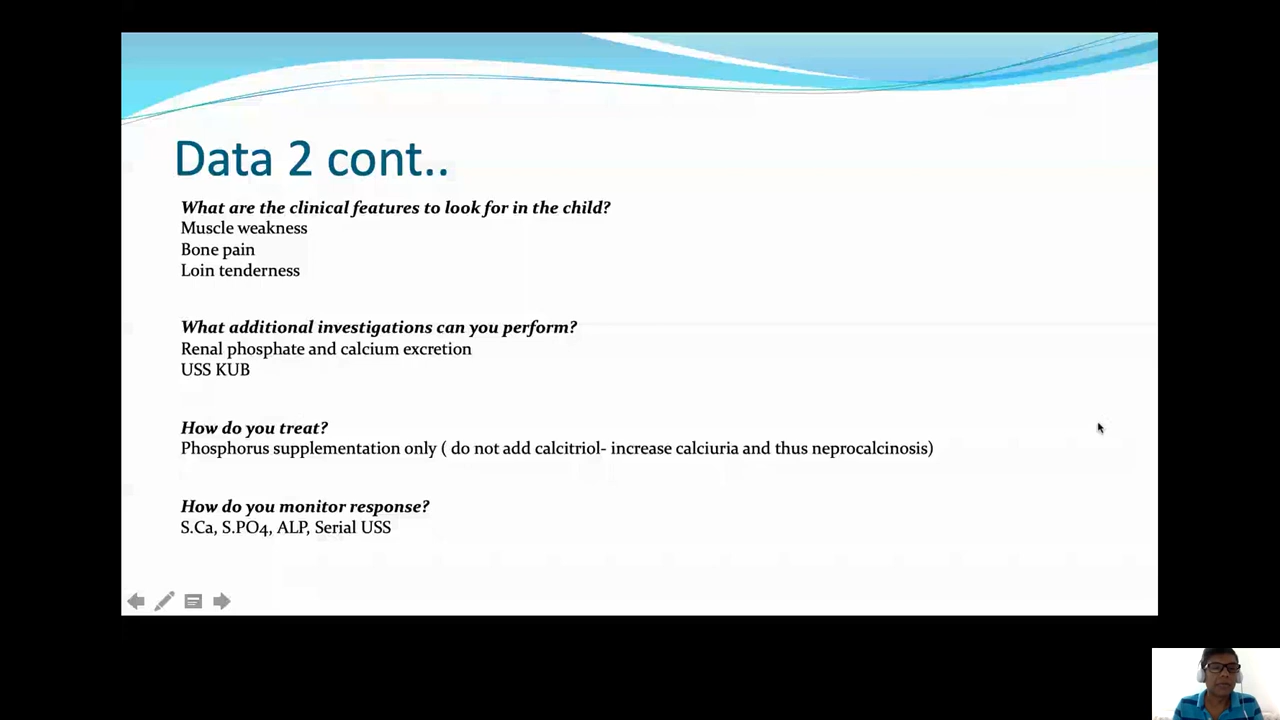 Data 2 cont..
What are the clinical features to look for in the child?
Muscle weakness
Bone pain
Loin tenderness
What additional investigations can you perform?
Renal phosphate and calcium excretion
USS KUB
How do you treat?
Phosphorus supplementation only ( do not add calcitriol- increase calciuria and thus neprocalcinosis)
How do you monitor response?
S.Ca, S.PO4, ALP, Serial USS